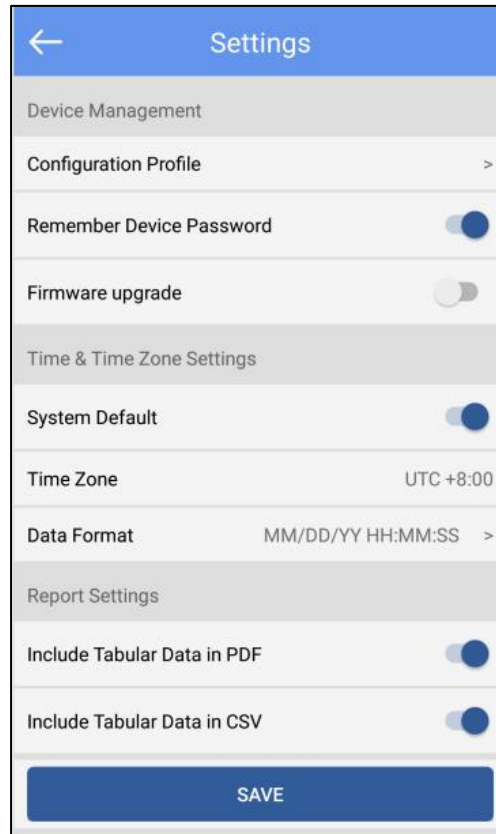 Settings
Device Management
Configuration Profile >
Remember Device Password
Firmware upgrade
Time & Time Zone Settings
System Default
Time Zone UTC +8:00
Data Format MM/DD/YY HH:MM:SS >
Report Settings
Include Tabular Data in PDF
Include Tabular Data in CSV
SAVE